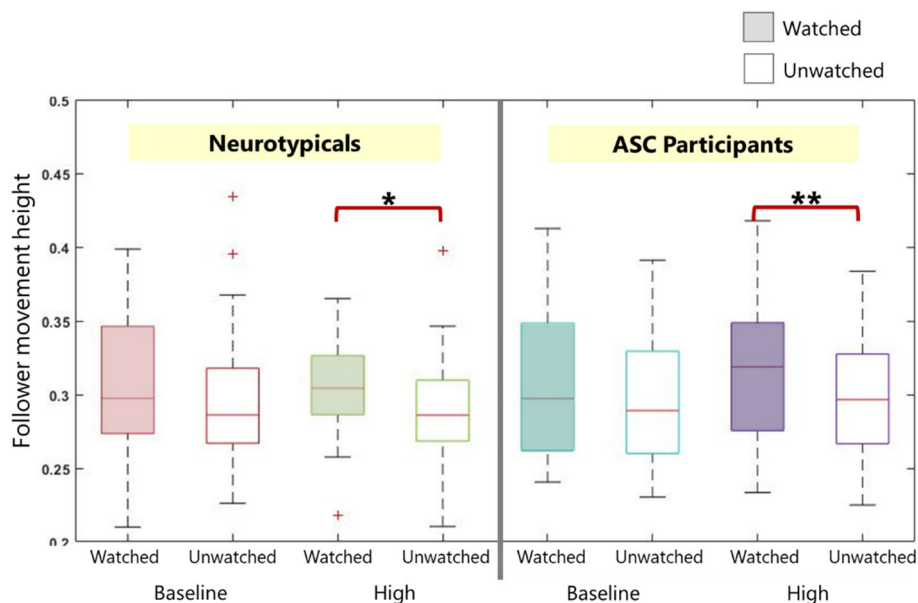 Watched
Unwatched
Neurotypicals
ASC Participants
* **
Follower movement height
0.5
0.45
0.4
0.35
0.3
0.25
0.2
Watched Unwatched Watched Unwatched Watched Unwatched Watched Unwatched
Baseline High Baseline High